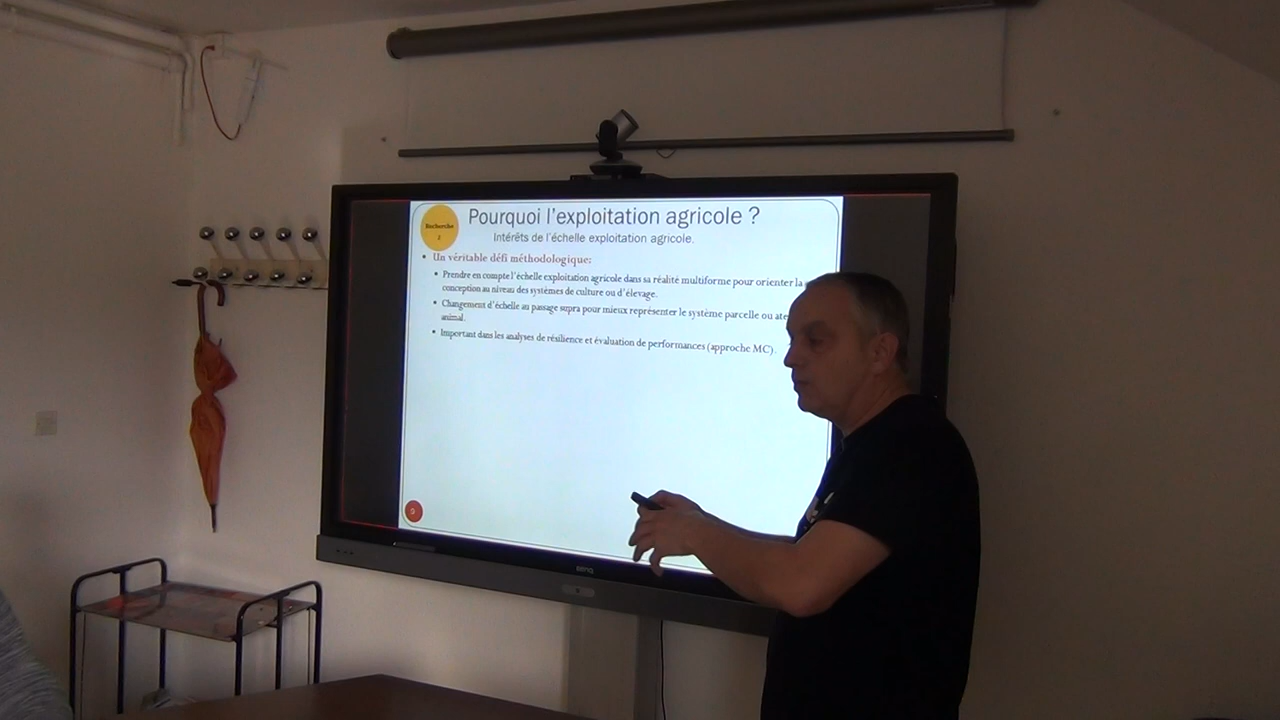 Recherche
2
Pourquoi l'exploitation agricole ?
Intérêts de l'échelle exploitation agricole.
• Un véritable défi méthodologique:
• Prendre en compte l'échelle exploitation agricole dans sa réalité multiforme pour orienter la
conception au niveau des systèmes de culture ou d'élevage.
• Changement d'échelle au passage supra pour mieux représenter le système parcelle ou
animal.
• Important dans les analyses de résilience et évaluation de performances (approche MC).
9
BENQ